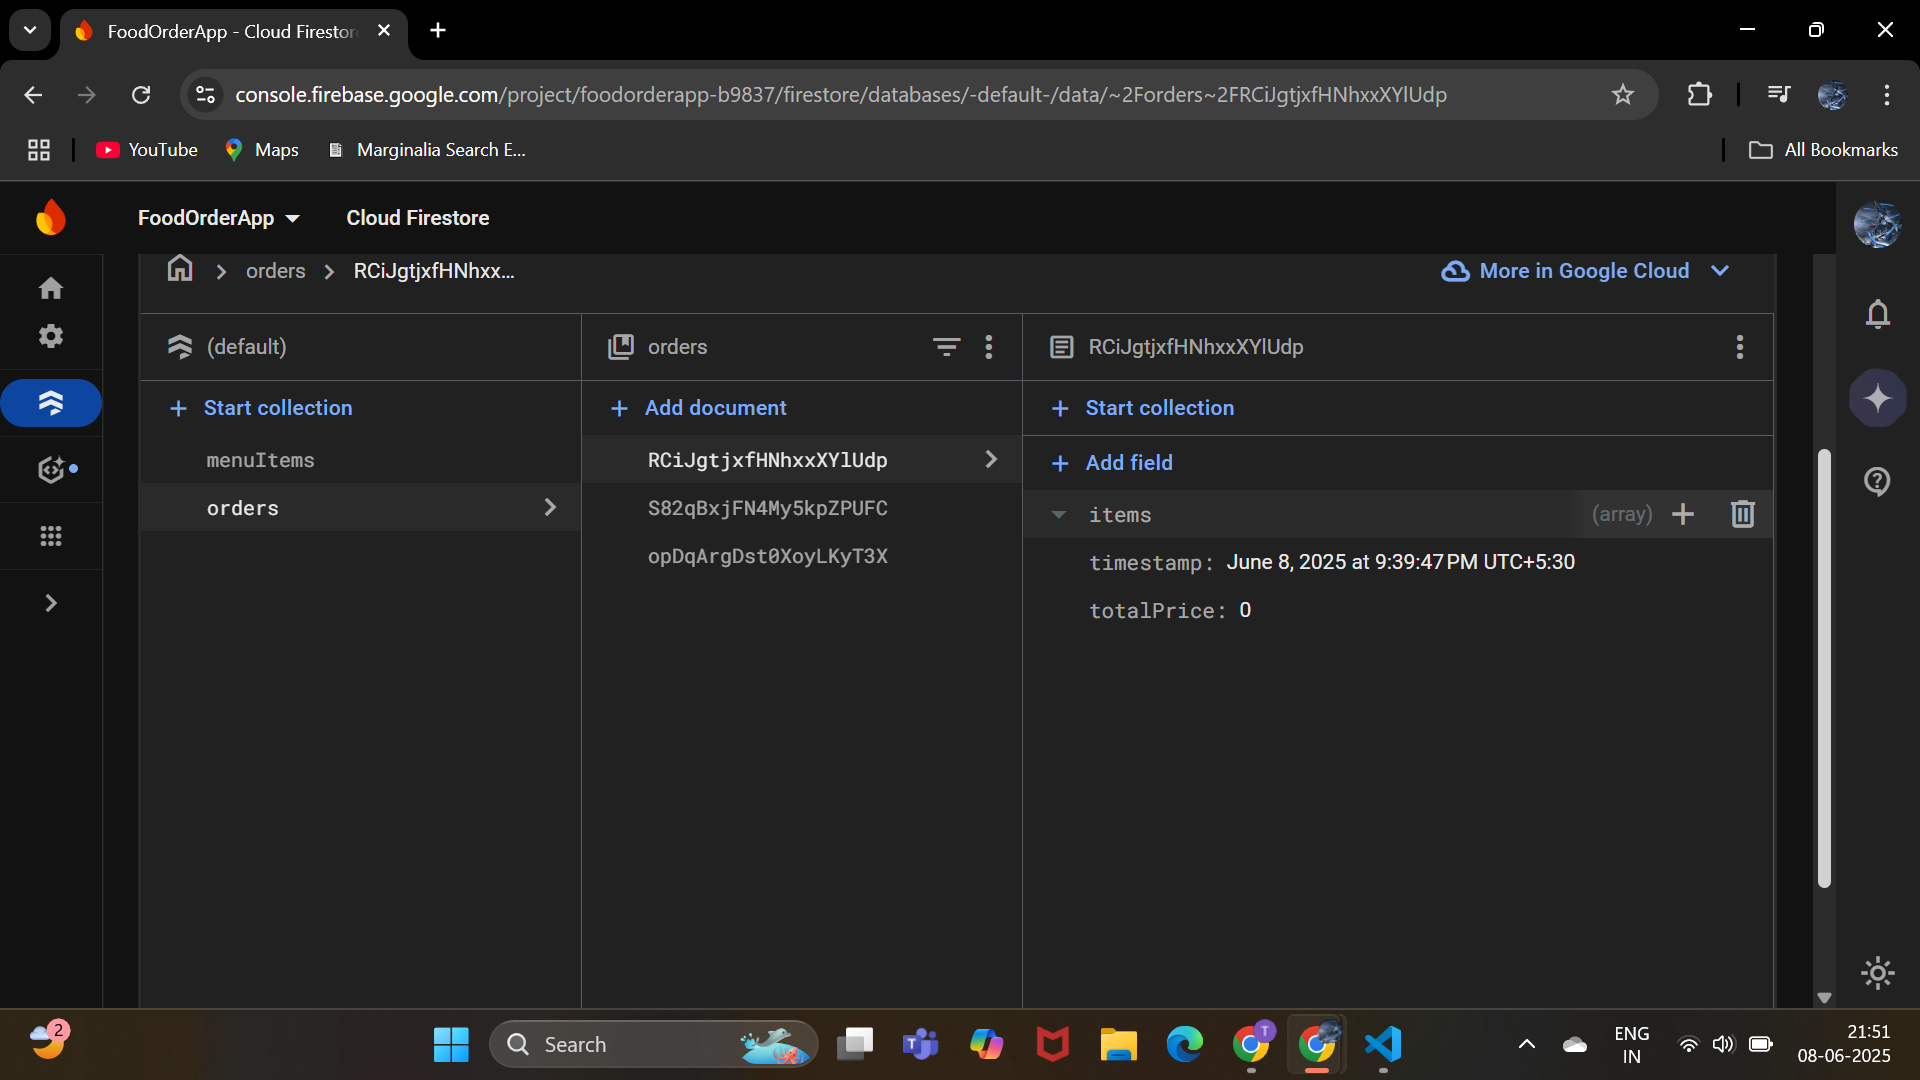 FoodOrderApp - Cloud Firestor
console.firebase.google.com/project/foodorderapp-b9837/firestore/databases/-default-/data/~2Forders~2FRCiJgtjxfHNhxxXYlUdp
YouTube
Maps
Marginalia Search E...
All Bookmarks
FoodOrderApp
Cloud Firestore
orders
RCiJgtjxfHNhxx...
More in Google Cloud
(default)
orders
RCiJgtjxfHNhxxXYlUdp
Start collection
Add document
Start collection
menuItems
RCiJgtjxfHNhxxXYlUdp
Add field
orders
S82qBxjFN4My5kpZPUFC
items
(array)
opDqArgDst0XoyLKyT3X
timestamp: June 8, 2025 at 9:39:47 PM UTC+5:30
totalPrice: 0
2
Search
T
T
ENG
IN
21:51
08-06-2025